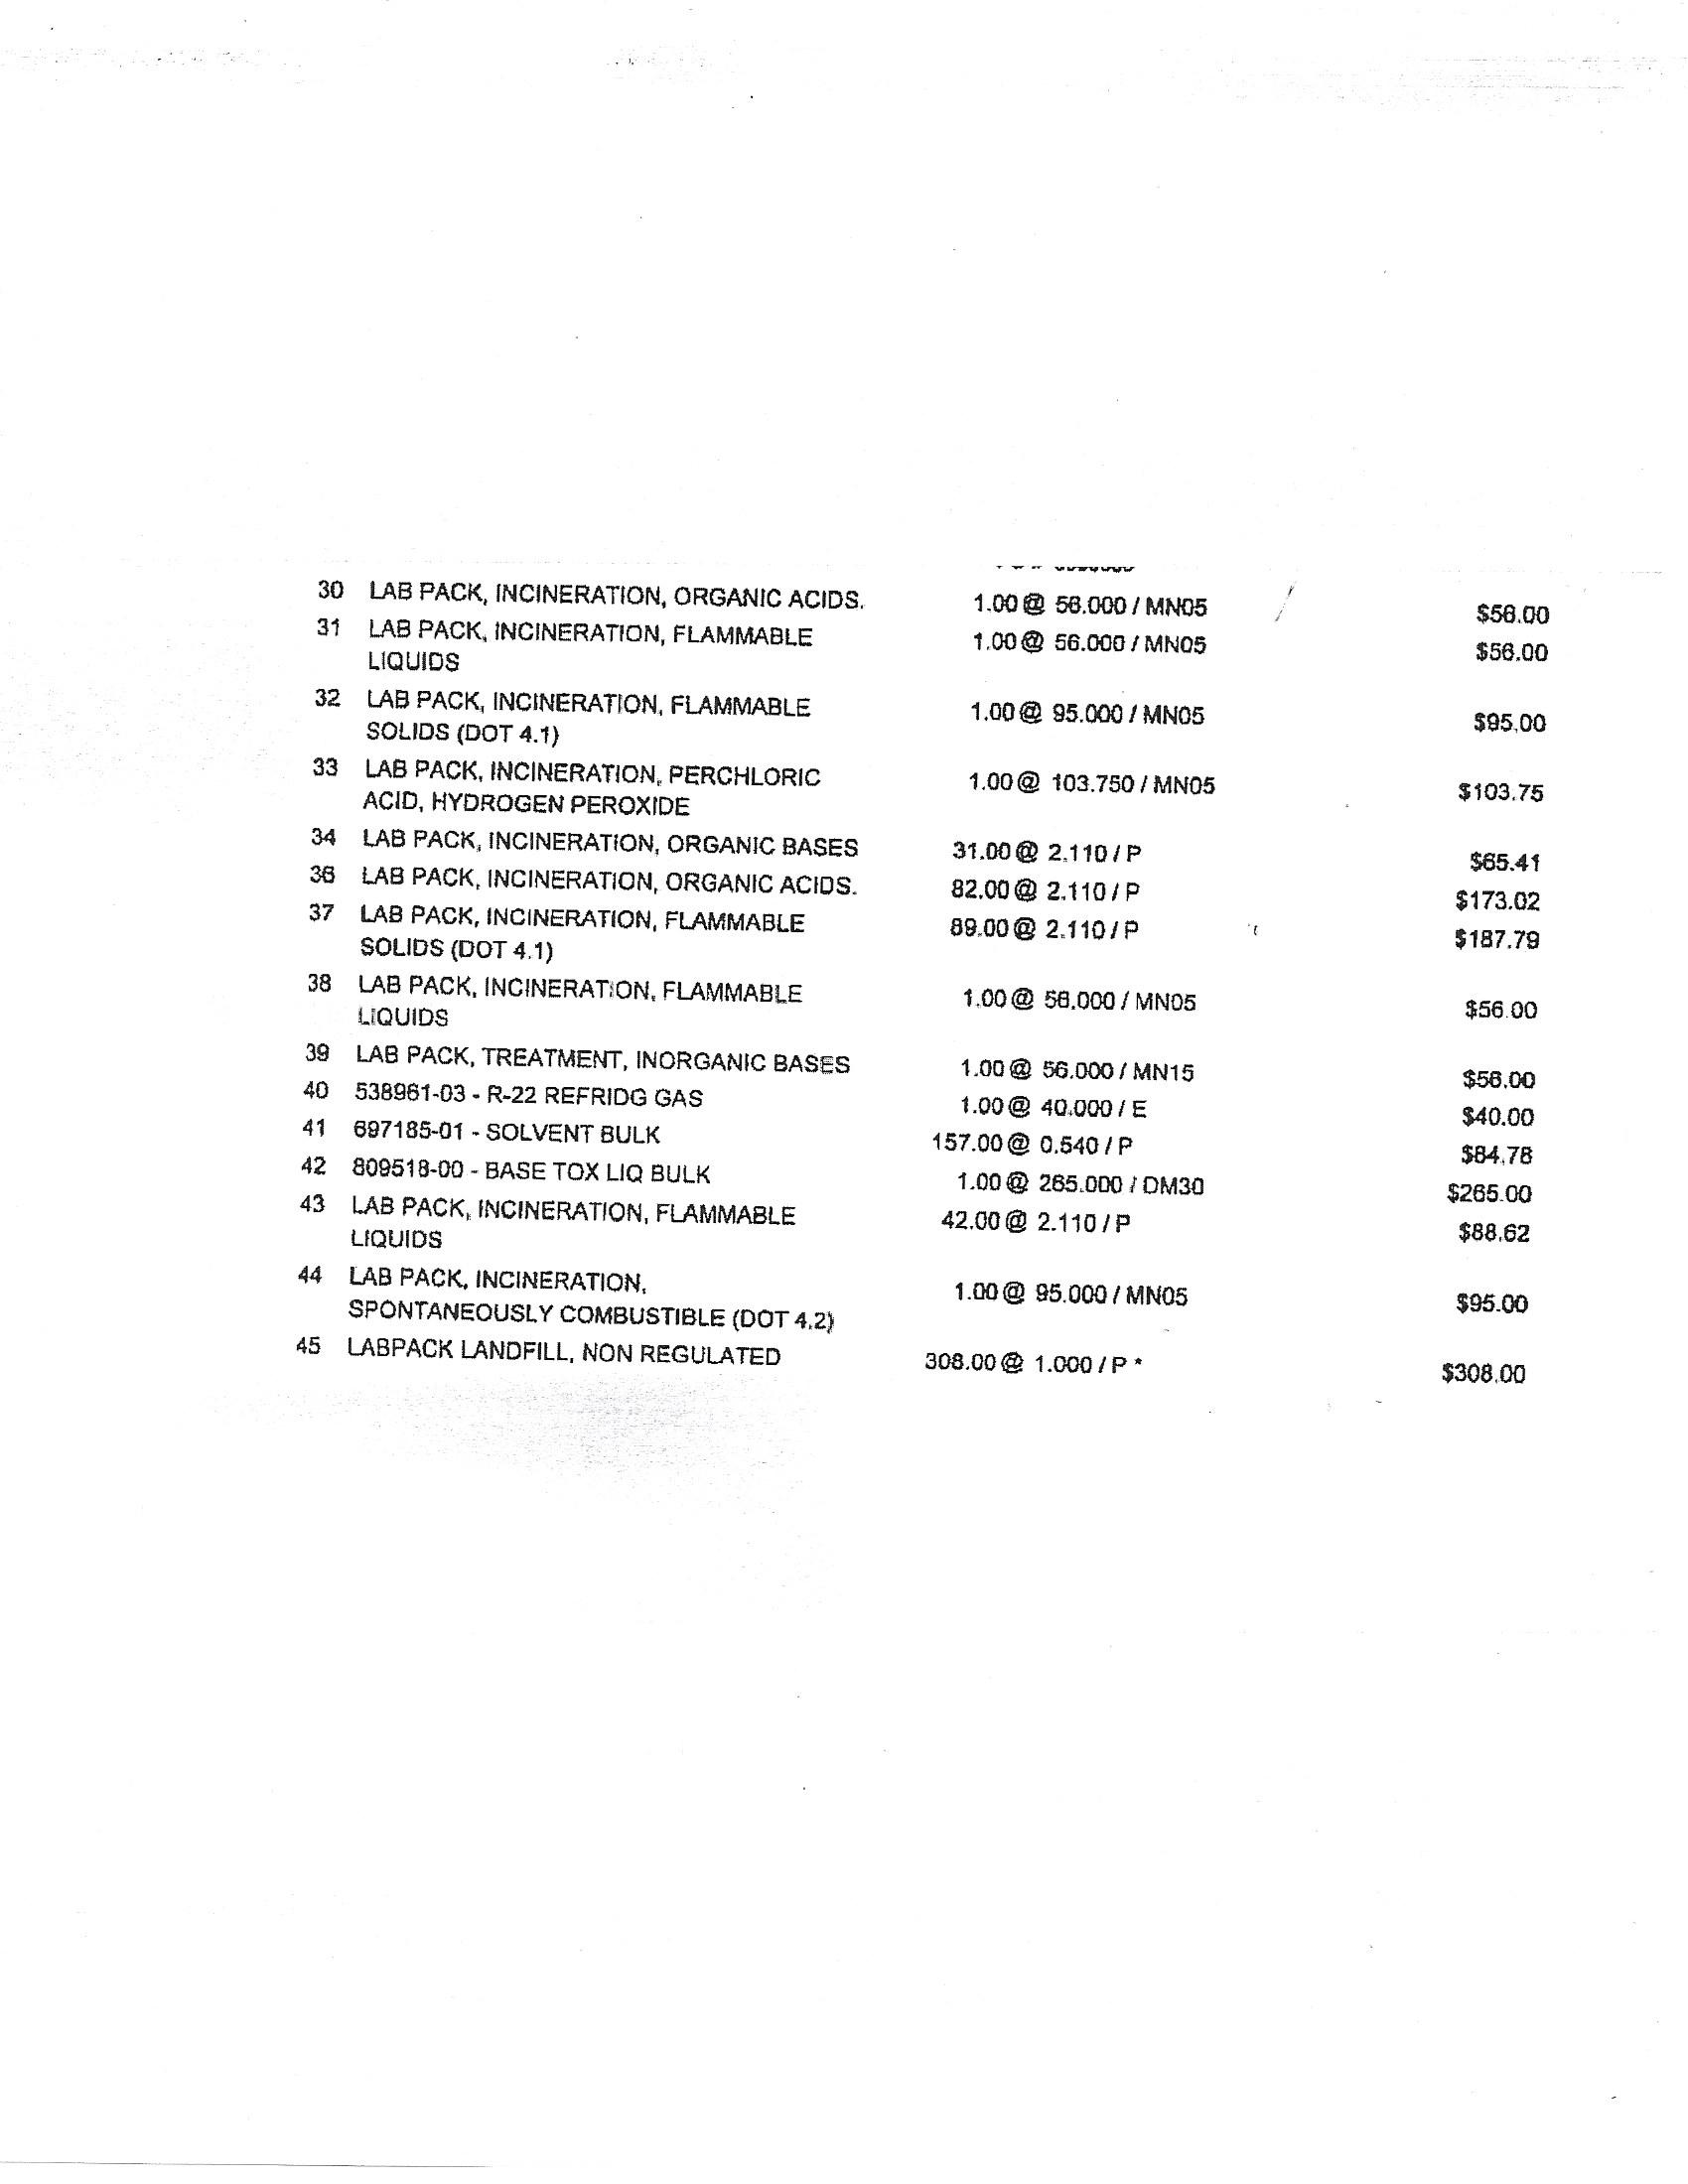 30 LAB PACK, INCINERATION, ORGANIC ACIDS. 1.00 @ 56.000 / MN05 $56.00
31 LAB PACK, INCINERATION, FLAMMABLE 1.00 @ 56.000 / MN05 $56.00
LIQUIDS
32 LAB PACK, INCINERATION, FLAMMABLE 1.00 @ 95.000 / MN05 $95.00
SOLIDS (DOT 4.1)
33 LAB PACK, INCINERATION, PERCHLORIC 1.00 @ 103.750 / MN05 $103.75
ACID, HYDROGEN PEROXIDE
34 LAB PACK, INCINERATION, ORGANIC BASES 31.00 @ 2.110 / P $65.41
36 LAB PACK, INCINERATION, ORGANIC ACIDS. 82.00 @ 2.110 / P $173.02
37 LAB PACK, INCINERATION, FLAMMABLE 89.00 @ 2.110 / P $187.79
SOLIDS (DOT 4.1)
38 LAB PACK, INCINERATION, FLAMMABLE 1.00 @ 56.000 / MN05 $56.00
LIQUIDS
39 LAB PACK, TREATMENT, INORGANIC BASES 1.00 @ 56.000 / MN15 $56.00
40 538961-03 - R-22 REFRIDG GAS 1.00 @ 40.000 / E $40.00
41 697185-01 - SOLVENT BULK 157.00 @ 0.540 / P $84.78
42 809518-00 - BASE TOX LIQ BULK 1.00 @ 265.000 / DM30 $265.00
43 LAB PACK, INCINERATION, FLAMMABLE 42.00 @ 2.110 / P $88.62
LIQUIDS
44 LAB PACK, INCINERATION, 1.00 @ 95.000 / MN05 $95.00
SPONTANEOUSLY COMBUSTIBLE (DOT 4.2)
45 LABPACK LANDFILL, NON REGULATED 308.00 @ 1.000 / P * $308.00